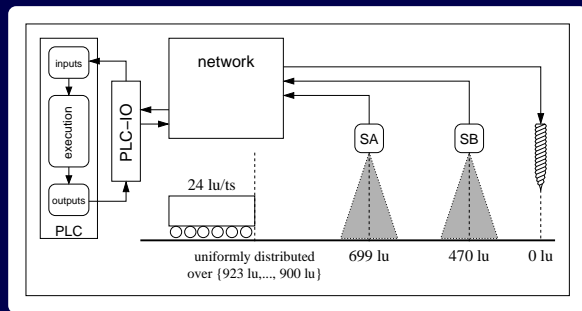 inputs
execution
outputs
PLC
PLC-IO
network
SA
SB
24 lu/ts
uniformly distributed
over {923 lu,..., 900 lu}
699 lu
470 lu
0 lu